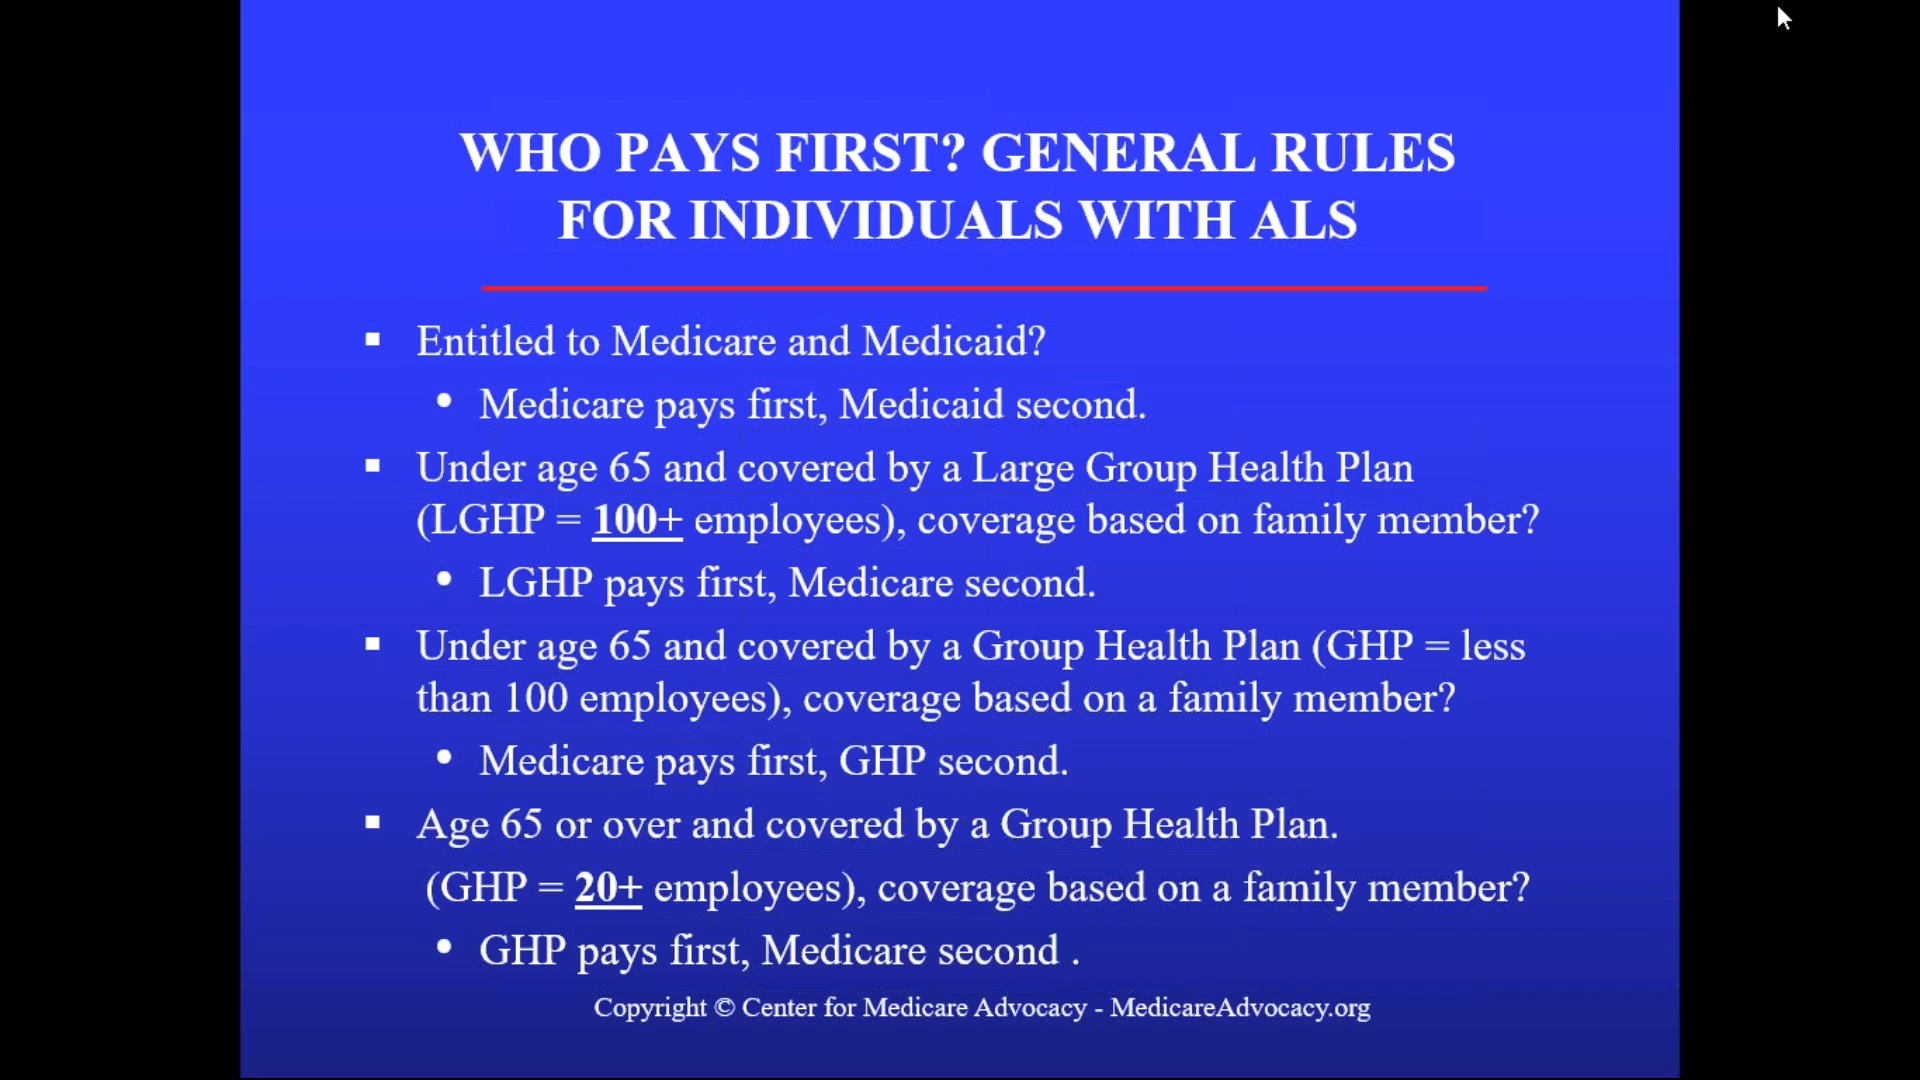 WHO PAYS FIRST? GENERAL RULES
FOR INDIVIDUALS WITH ALS
▪ Entitled to Medicare and Medicaid?
• Medicare pays first, Medicaid second.
▪ Under age 65 and covered by a Large Group Health Plan
(LGHP = 100+ employees), coverage based on family member?
• LGHP pays first, Medicare second.
▪ Under age 65 and covered by a Group Health Plan (GHP = less
than 100 employees), coverage based on a family member?
• Medicare pays first, GHP second.
▪ Age 65 or over and covered by a Group Health Plan.
(GHP = 20+ employees), coverage based on a family member?
• GHP pays first, Medicare second .
Copyright © Center for Medicare Advocacy - MedicareAdvocacy.org